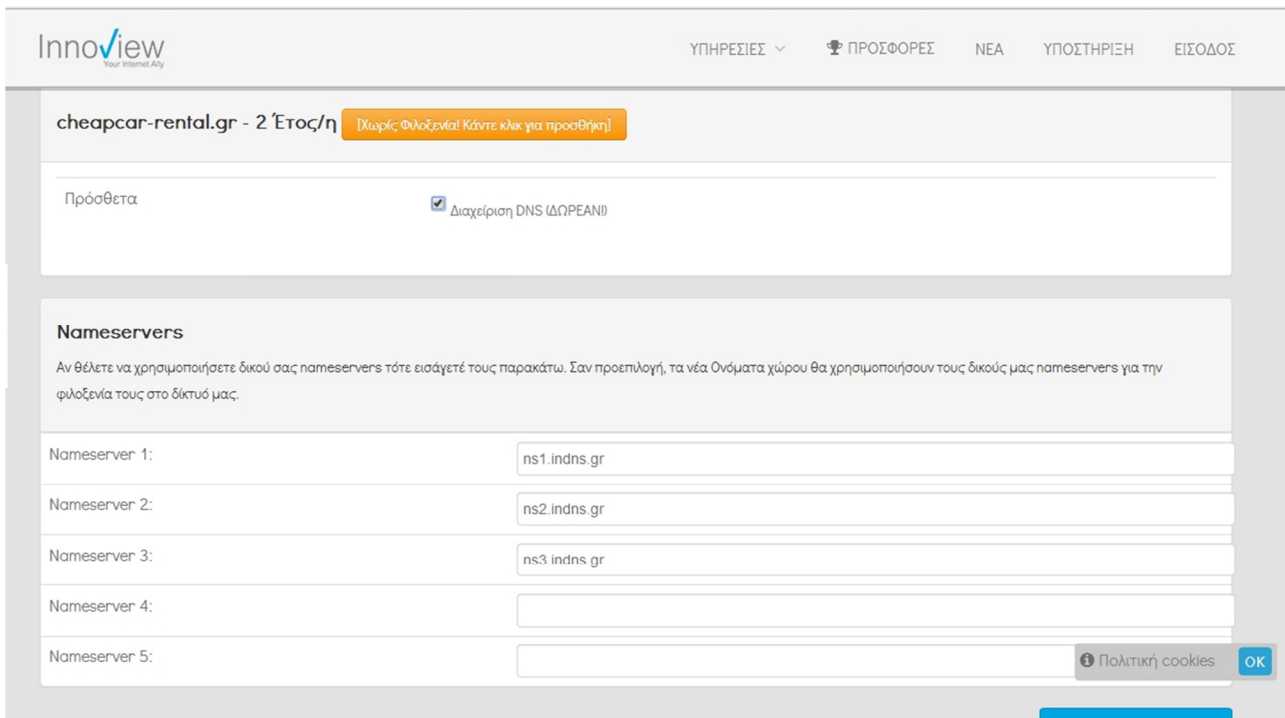 Innoview
Your Internet Ally
ΥΠΗΡΕΣΙΕΣ ΠΡΟΣΦΟΡΕΣ ΝΕΑ ΥΠΟΣΤΗΡΙΞΗ ΕΙΣΟΔΟΣ
cheapcar-rental.gr - 2 Έτος/η [Χωρίς Φιλοξενία! Κάντε κλικ για προσθήκη]
Πρόσθετα Διαχείριση DNS (ΔΩΡΕΑΝ!)
Nameservers
Αν θέλετε να χρησιμοποιήσετε δικού σας nameservers τότε εισάγετέ τους παρακάτω. Σαν προεπιλογή, τα νέα Ονόματα χώρου θα χρησιμοποιήσουν τους δικούς μας nameservers για την
φιλοξενία τους στο δίκτυό μας.
Nameserver 1: ns1.indns.gr
Nameserver 2: ns2.indns.gr
Nameserver 3: ns3.indns.gr
Nameserver 4:
Nameserver 5:
Πολιτική cookies OK